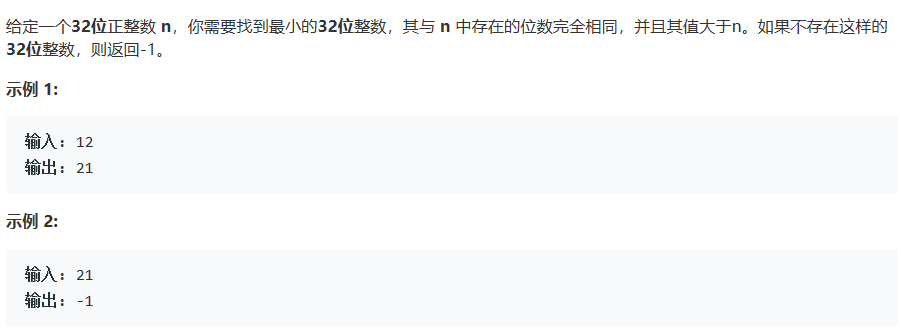 给定一个32位正整数 n，你需要找到最小的32位整数，其与 n 中存在的位数完全相同，并且其值大于n。如果不存在这样的
32位整数，则返回-1。
示例 1:
输入：12
输出：21
示例 2:
输入：21
输出：-1